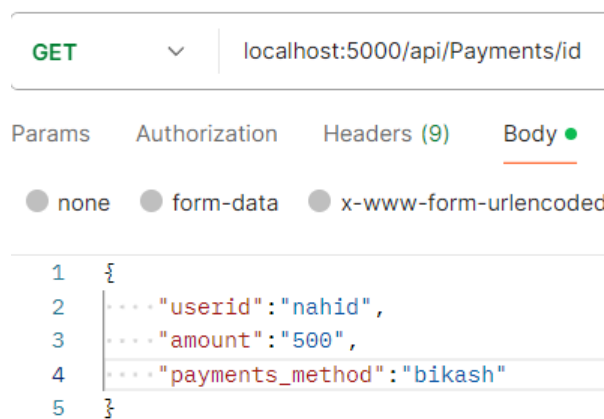 GET localhost:5000/api/Payments/id
Params Authorization Headers (9) Body
none form-data x-www-form-urlencoded
1 {
2 "userid":"nahid",
3 "amount":"500",
4 "payments_method":"bikash"
5 }